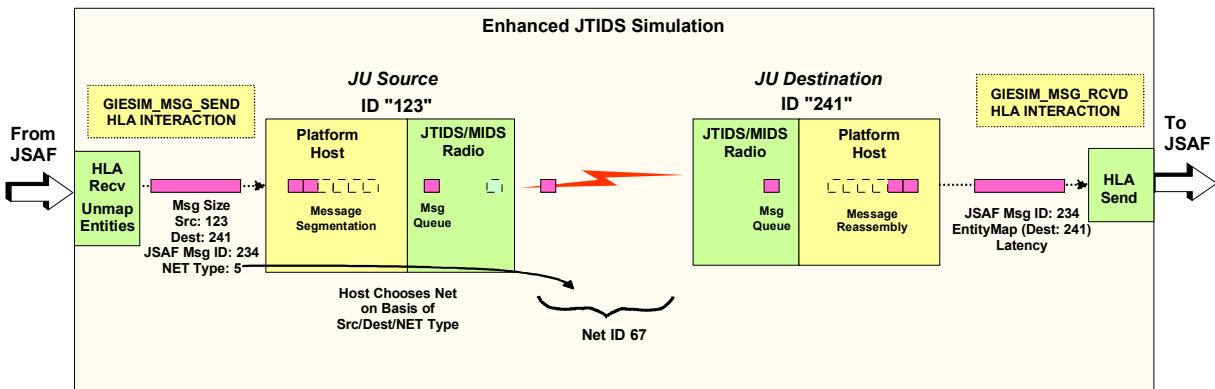 Enhanced JTIDS Simulation
From
JSAF
GIESIM_MSG_SEND
HLA INTERACTION
HLA
Recv
Unmap
Entities
Msg Size
Src: 123
Dest: 241
JSAF Msg ID: 234
NET Type: 5
JU Source
ID "123"
Platform
Host
Message
Segmentation
JTIDS/MIDS
Radio
Msg
Queue
Host Chooses Net
on Basis of
Src/Dest/NET Type
Net ID 67
JU Destination
ID "241"
JTIDS/MIDS
Radio
Msg
Queue
Platform
Host
Message
Reassembly
GIESIM_MSG_RCVD
HLA INTERACTION
JSAF Msg ID: 234
EntityMap (Dest: 241)
Latency
HLA
Send
To
JSAF